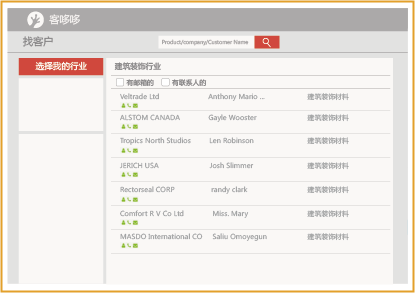 客哆哆
找客户
Product/company/Customer Name
选择我的行业
建筑装饰行业
有邮箱的 有联系人的
Veltrade Ltd Anthony Mario ... 建筑装饰材料
ALSTOM CANADA Gayle Wooster 建筑装饰材料
Tropics North Studios Len Robinson 建筑装饰材料
JERICH USA Josh Slimmer 建筑装饰材料
Rectorseal CORP randy clark 建筑装饰材料
Comfort R V Co Ltd Miss. Mary 建筑装饰材料
MASDO International CO Saliu Omoyegun 建筑装饰材料